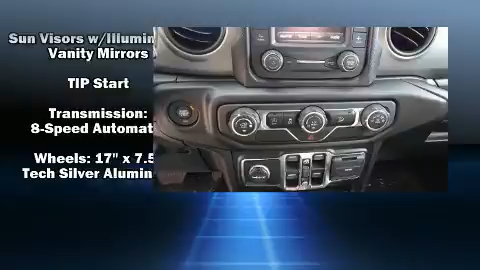 Sun Visors w/Illumin
Vanity Mirrors
TIP Start
Transmission:
8-Speed Automat
Wheels: 17" x 7.5
Tech Silver Alumin